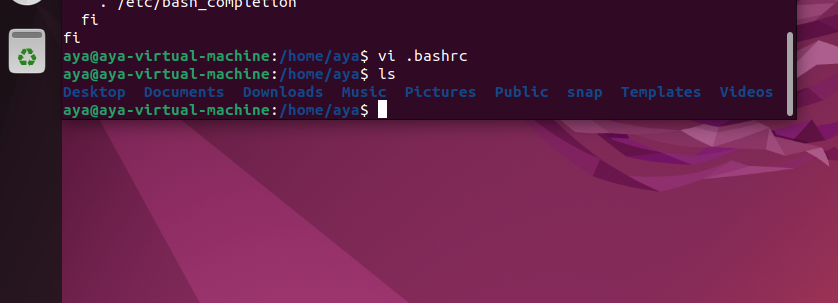 . /etc/bash_completion
fi
fi
aya@aya-virtual-machine:/home/aya$ vi .bashrc
aya@aya-virtual-machine:/home/aya$ ls
Desktop Documents Downloads Music Pictures Public snap Templates Videos
aya@aya-virtual-machine:/home/aya$